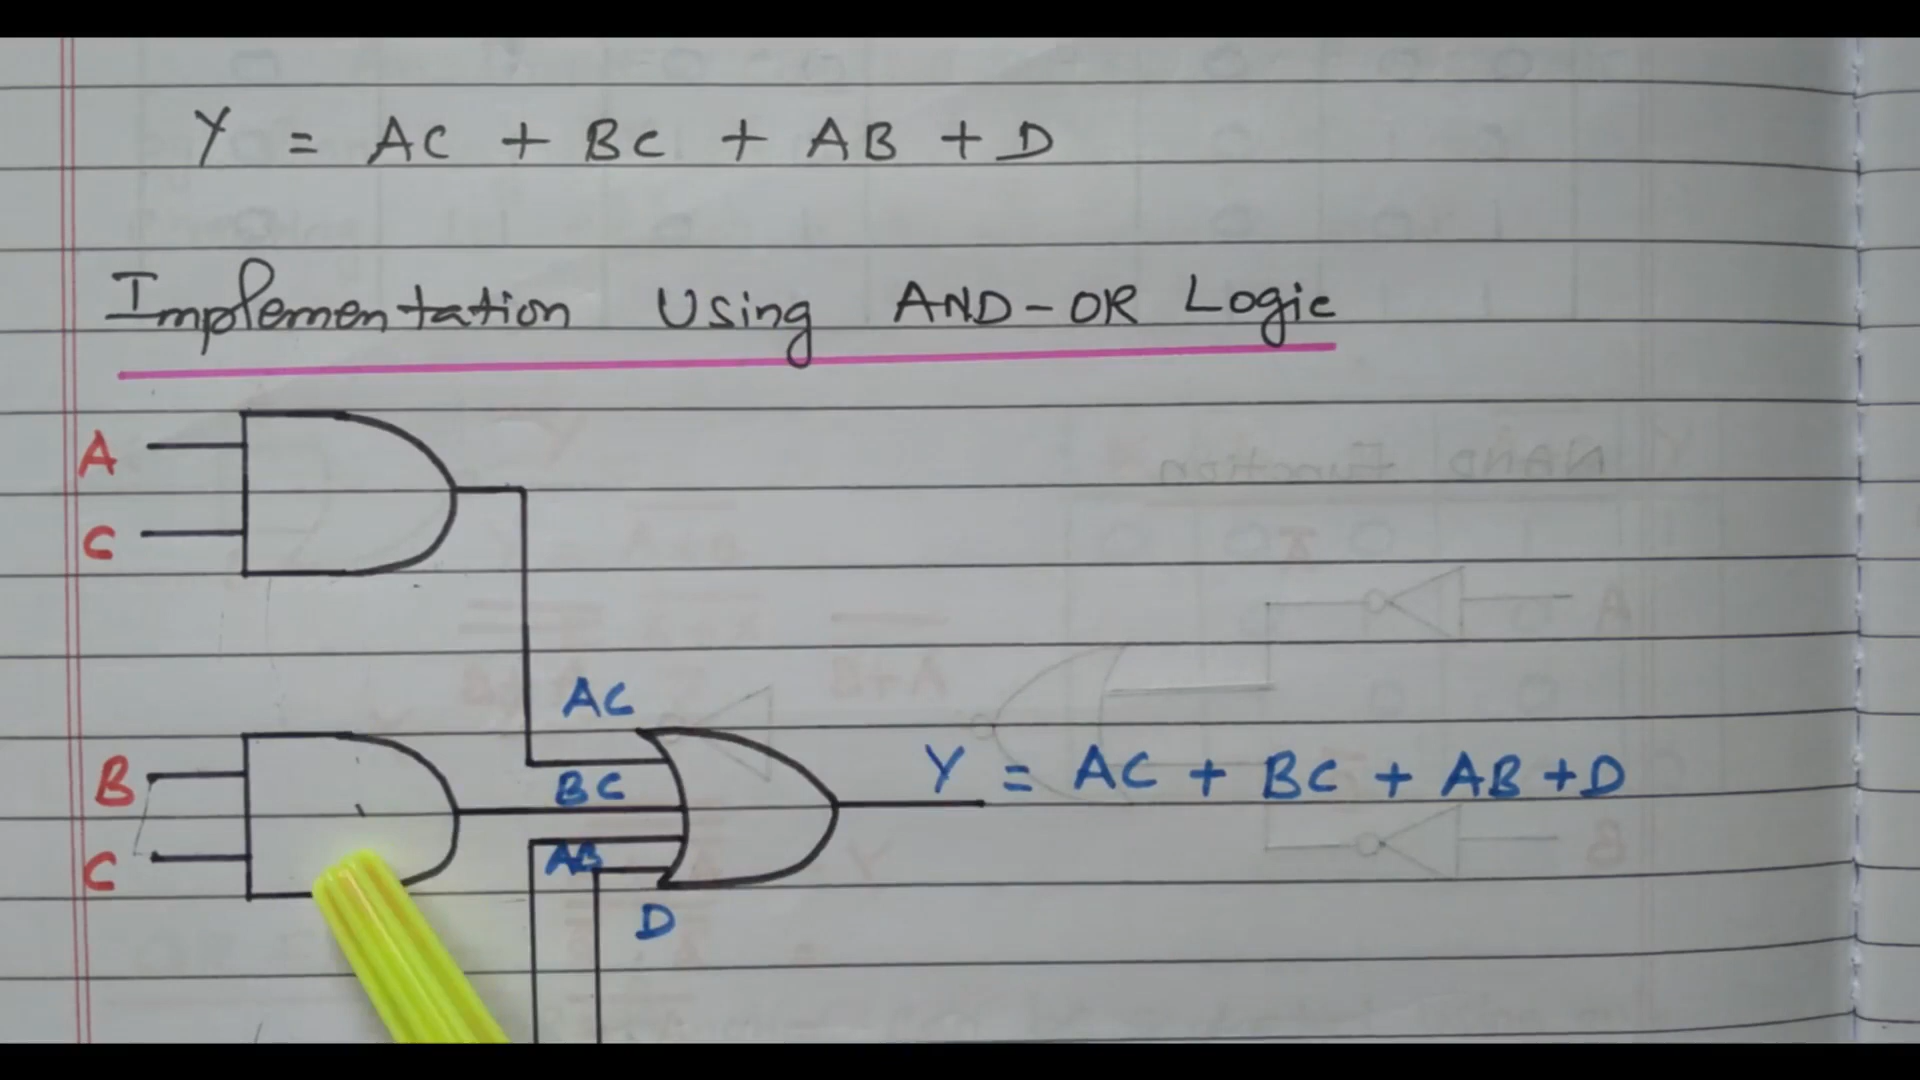 Y = AC + BC + AB + D
Implementation Using AND-OR Logic
A
C
AC
B
BC
Y = AC + BC + AB + D
C
AB
D